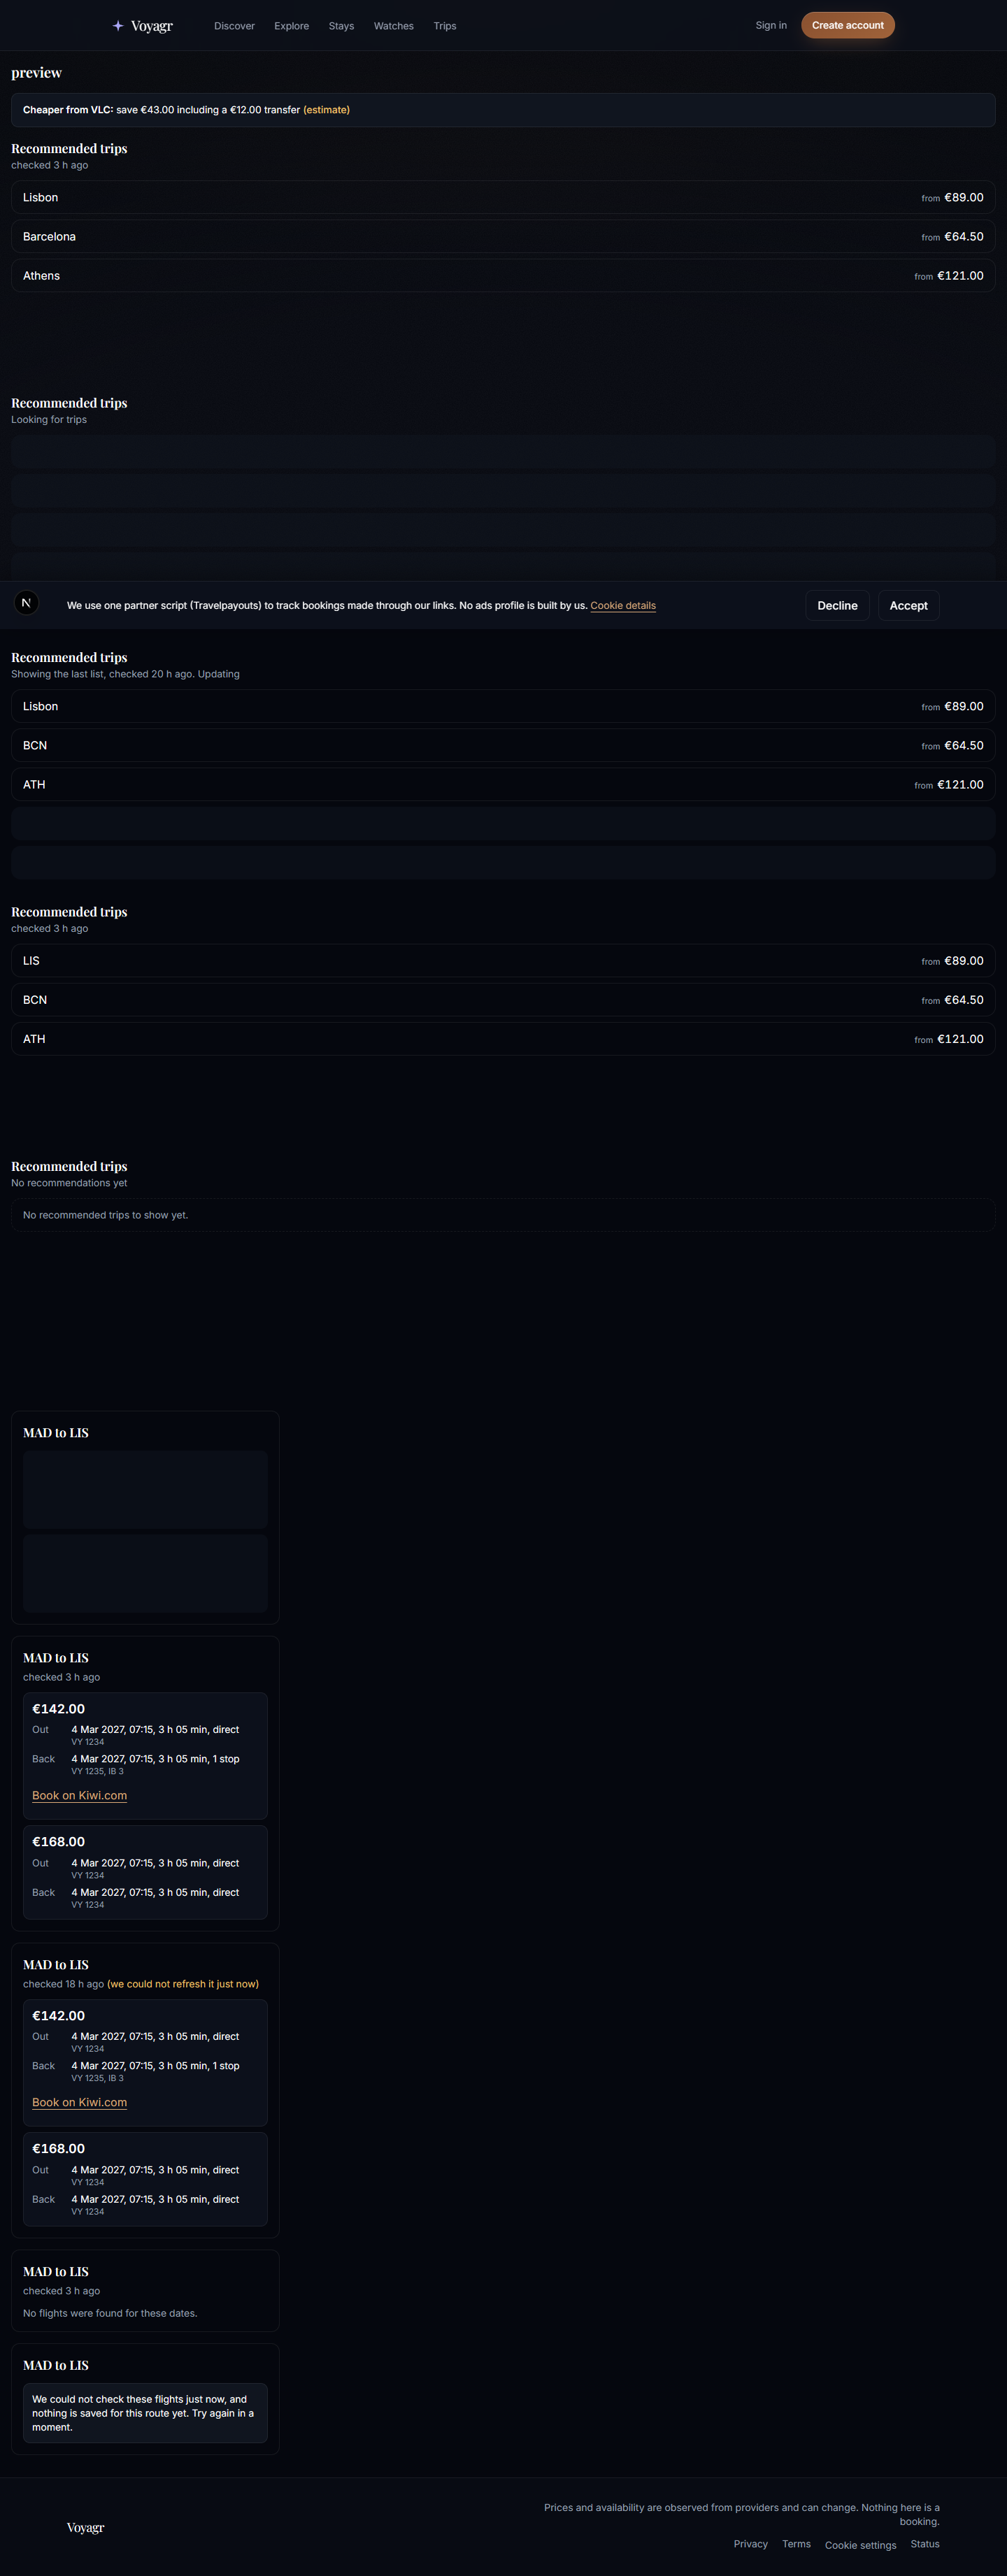 Voyagr
Discover Explore Stays Watches Trips
Sign in
Create account
preview
Cheaper from VLC: save €43.00 including a €12.00 transfer (estimate)
Recommended trips
checked 3 h ago
Lisbon from €89.00
Barcelona from €64.50
Athens from €121.00
Recommended trips
Looking for trips
N
We use one partner script (Travelpayouts) to track bookings made through our links. No ads profile is built by us. Cookie details
Decline Accept
Recommended trips
Showing the last list, checked 20 h ago. Updating
Lisbon from €89.00
BCN from €64.50
ATH from €121.00
Recommended trips
checked 3 h ago
LIS from €89.00
BCN from €64.50
ATH from €121.00
Recommended trips
No recommendations yet
No recommended trips to show yet.
MAD to LIS
MAD to LIS
checked 3 h ago
€142.00
Out 4 Mar 2027, 07:15, 3 h 05 min, direct
VY 1234
Back 4 Mar 2027, 07:15, 3 h 05 min, 1 stop
VY 1235, IB 3
Book on Kiwi.com
€168.00
Out 4 Mar 2027, 07:15, 3 h 05 min, direct
VY 1234
Back 4 Mar 2027, 07:15, 3 h 05 min, direct
VY 1234
MAD to LIS
checked 18 h ago (we could not refresh it just now)
€142.00
Out 4 Mar 2027, 07:15, 3 h 05 min, direct
VY 1234
Back 4 Mar 2027, 07:15, 3 h 05 min, 1 stop
VY 1235, IB 3
Book on Kiwi.com
€168.00
Out 4 Mar 2027, 07:15, 3 h 05 min, direct
VY 1234
Back 4 Mar 2027, 07:15, 3 h 05 min, direct
VY 1234
MAD to LIS
checked 3 h ago
No flights were found for these dates.
MAD to LIS
We could not check these flights just now, and
nothing is saved for this route yet. Try again in a
moment.
Voyagr
Prices and availability are observed from providers and can change. Nothing here is a
booking.
Privacy Terms Cookie settings Status